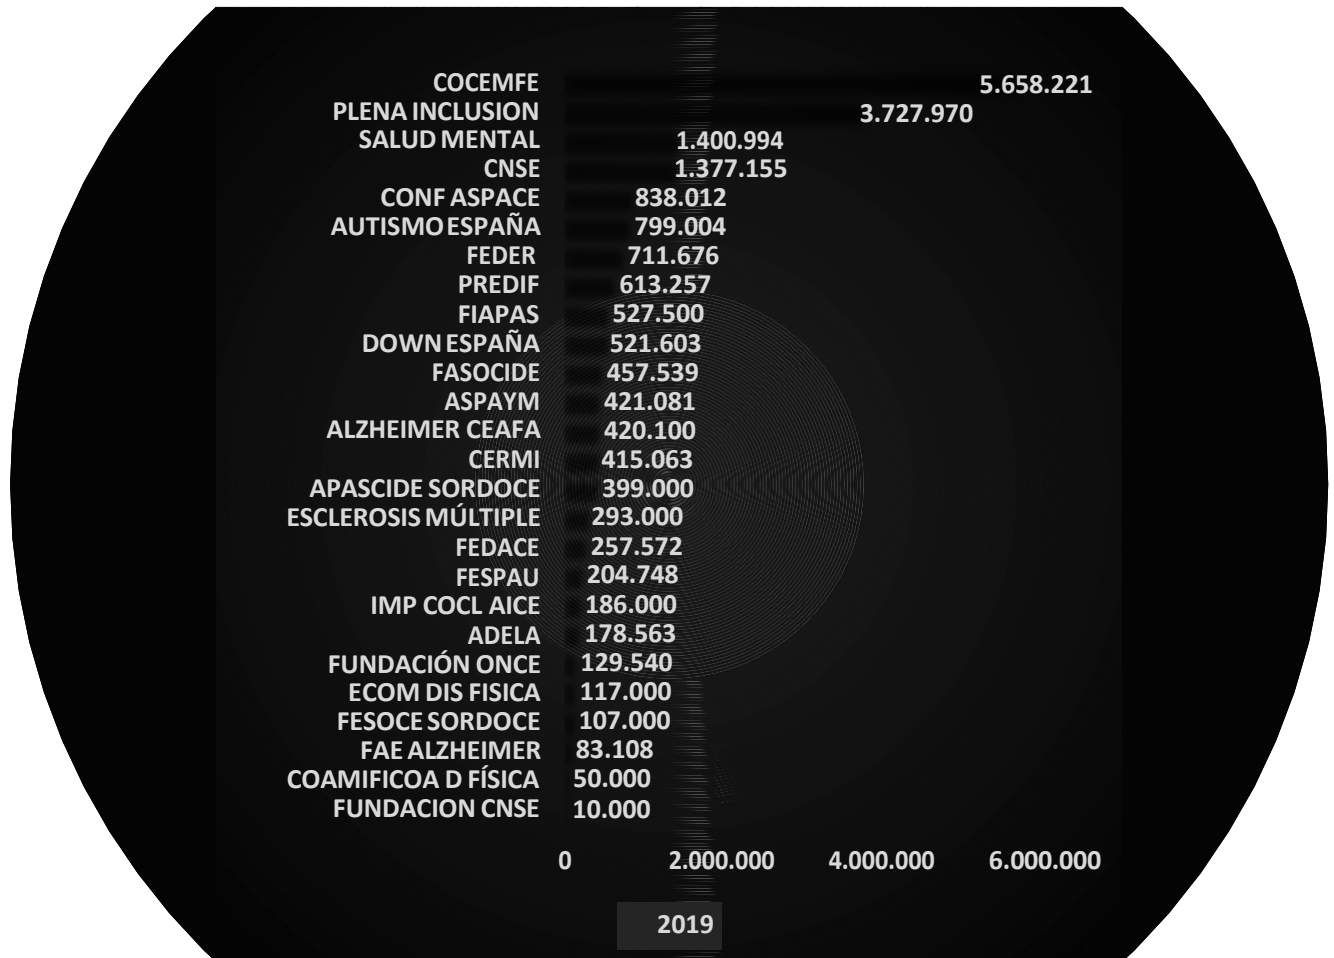 COCEMFE 5.658.221
PLENA INCLUSION 3.727.970
SALUD MENTAL 1.400.994
CNSE 1.377.155
CONF ASPACE 838.012
AUTISMO ESPAÑA 799.004
FEDER 711.676
PREDIF 613.257
FIAPAS 527.500
DOWN ESPAÑA 521.603
FASOCIDE 457.539
ASPAYM 421.081
ALZHEIMER CEAFA 420.100
CERMI 415.063
APASCIDE SORDOCE 399.000
ESCLEROSIS MÚLTIPLE 293.000
FEDACE 257.572
FESPAU 204.748
IMP COCL AICE 186.000
ADELA 178.563
FUNDACIÓN ONCE 129.540
ECOM DIS FISICA 117.000
FESOCE SORDOCE 107.000
FAE ALZHEIMER 83.108
COAMIFICOA D FÍSICA 50.000
FUNDACION CNSE 10.000
0 2.000.000 4.000.000 6.000.000
2019